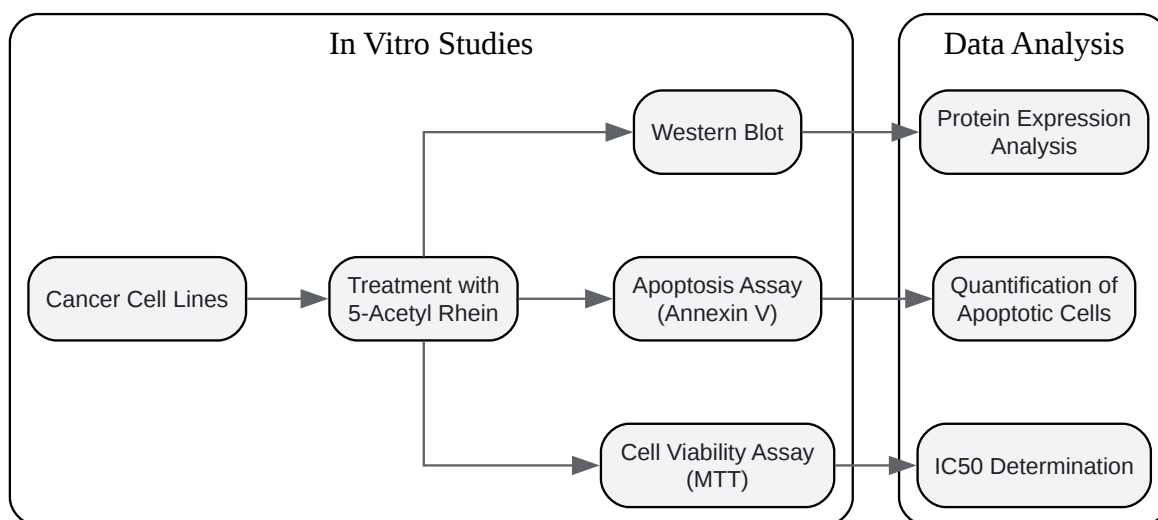 In Vitro Studies
Data Analysis
Western Blot
Protein Expression
Analysis
Cancer Cell Lines
Treatment with
5-Acetyl Rhein
Apoptosis Assay
(Annexin V)
Quantification of
Apoptotic Cells
Cell Viability Assay
(MTT)
IC50 Determination